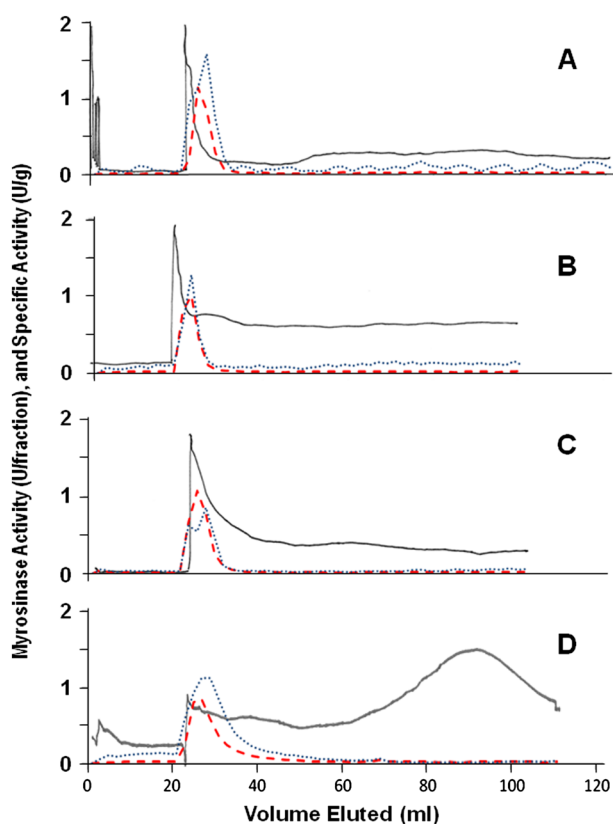 Myrosinase Activity (U/fraction), and Specific Activity (U/g)
2
A
1
0
2
B
1
0
2
C
1
0
2
D
1
0
0 20 40 60 80 100 120
Volume Eluted (ml)